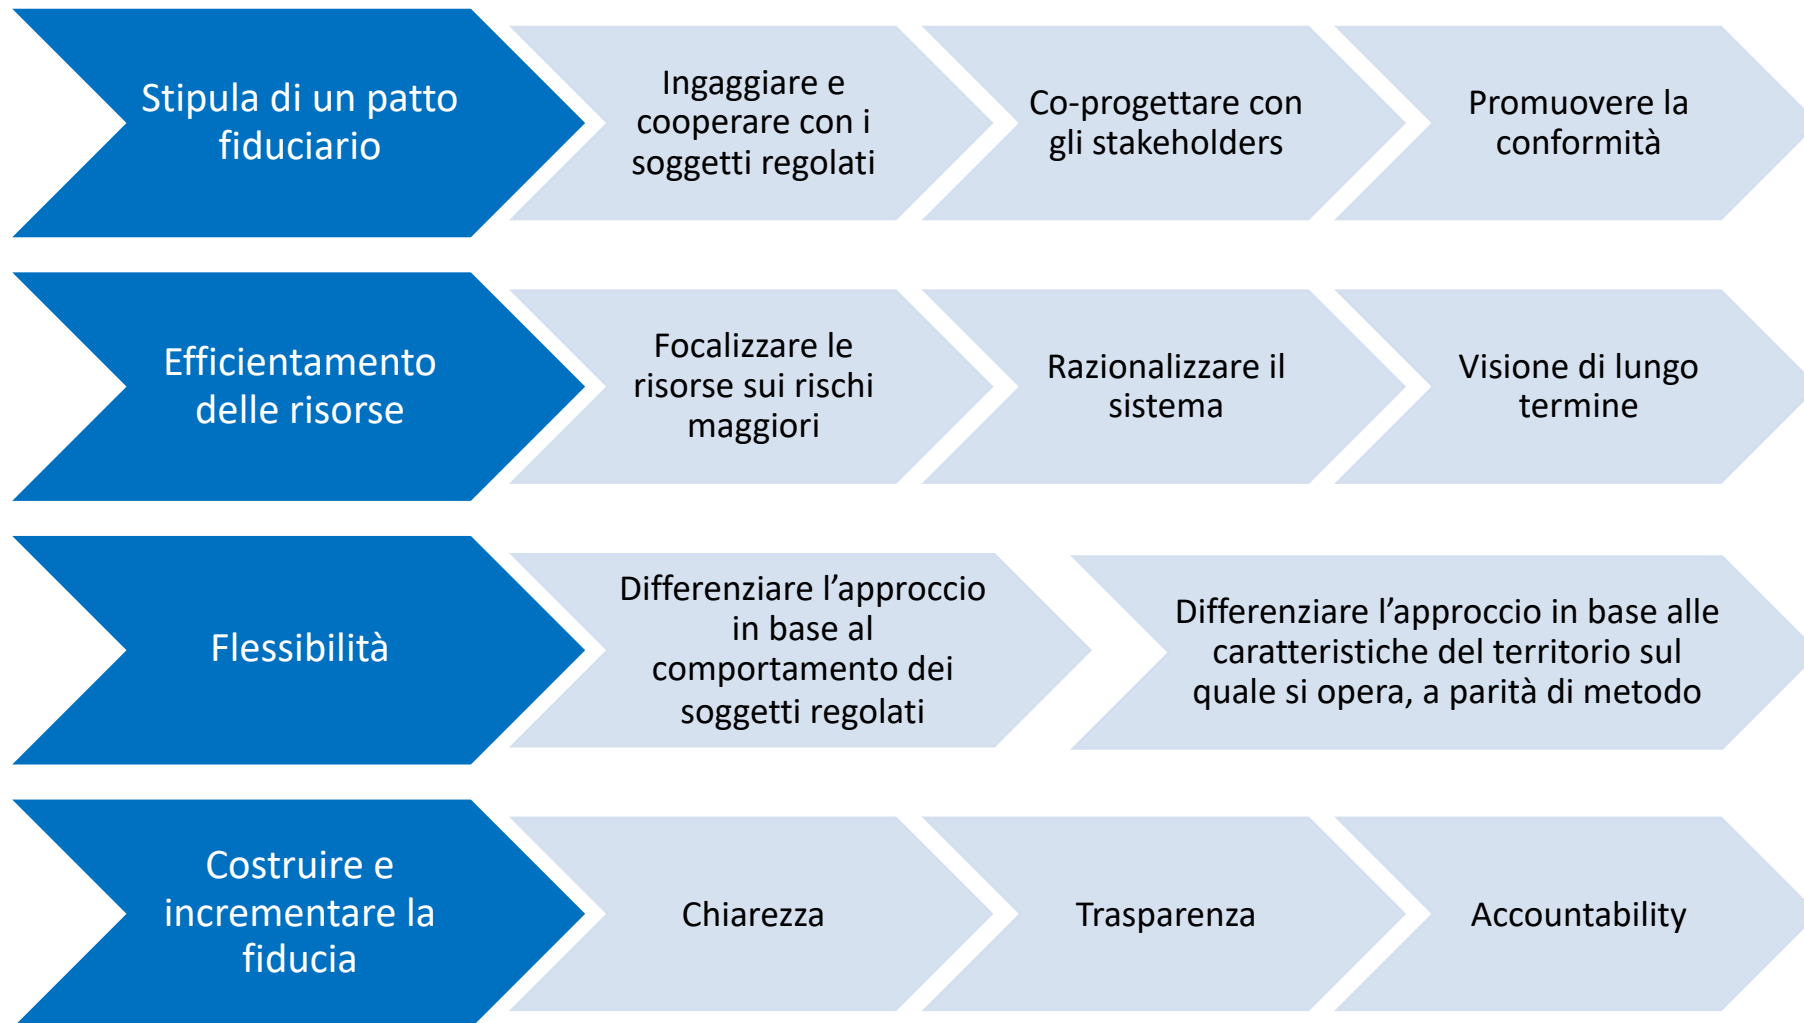 Stipula di un patto
fiduciario
Ingaggiare e
cooperare con i
soggetti regolati
Co-progettare con
gli stakeholders
Promuovere la
conformità
Efficientamento
delle risorse
Focalizzare le
risorse sui rischi
maggiori
Razionalizzare il
sistema
Visione di lungo
termine
Flessibilità
Differenziare l’approccio
in base al
comportamento dei
soggetti regolati
Differenziare l’approccio in base alle
caratteristiche del territorio sul
quale si opera, a parità di metodo
Costruire e
incrementare la
fiducia
Chiarezza
Trasparenza
Accountability